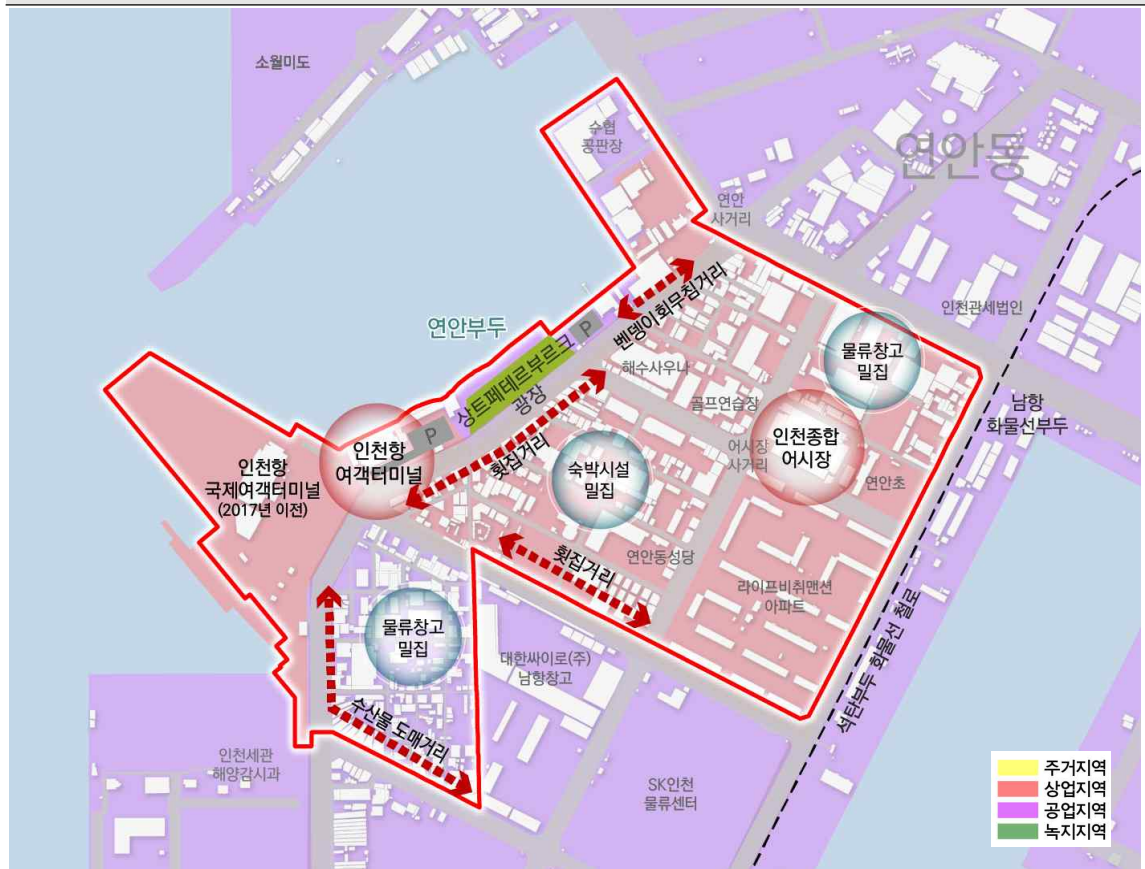 소월미도
수협
공판장
연안동
연안
사거리
벤뎅이회무침거리
인천관세법인
연안부두
P
물류창고
밀집
해수사우나
상트페테르부르크
광장
골프연습장
남항
화물선부두
P
인천항
여객터미널
횟집거리
어시장
사거리
인천종합
어시장
인천항
국제여객터미널
(2017년 이전)
숙박시설
밀집
연안초
횟집거리
연안동성당
라이프비취맨션
아파트
물류창고
밀집
대한싸이로(주)
남항창고
석탄부두 화물선 철로
수산물 도매거리
인천세관
해양감시과
SK인천
물류센터
주거지역
상업지역
공업지역
녹지지역